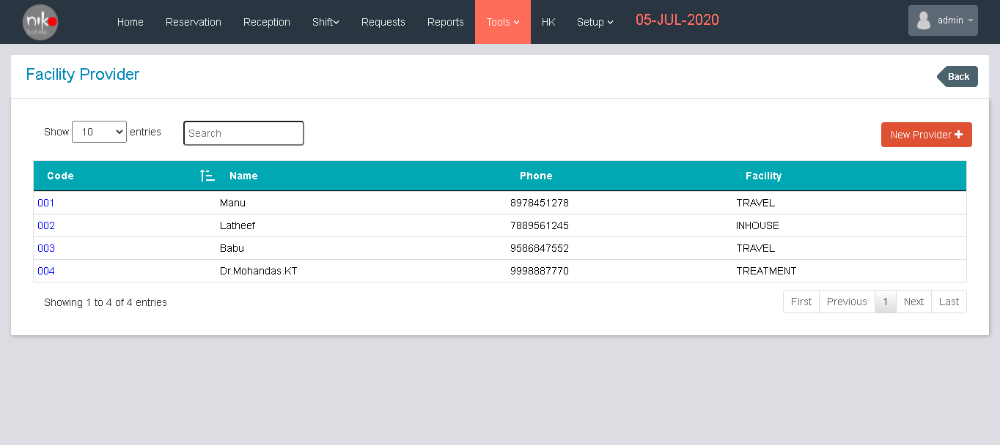 niko
hotels
Home Reservation Reception Shift Requests Reports Tools HK Setup 05-JUL-2020 admin
Facility Provider
Back
Show 10 entries Search New Provider
Code Name Phone Facility
001 Manu 8978451278 TRAVEL
002 Latheef 7889561245 INHOUSE
003 Babu 9586847552 TRAVEL
004 Dr.Mohandas.KT 9998887770 TREATMENT
Showing 1 to 4 of 4 entries First Previous 1 Next Last